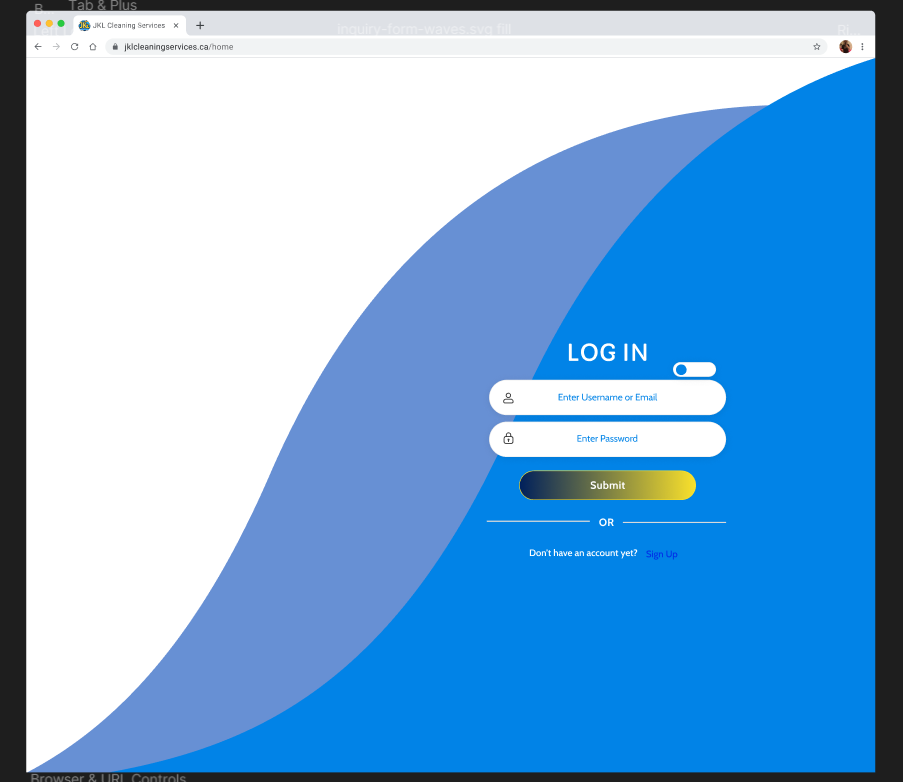 B
Tab & Plus
JKL Cleaning Services
inquiry-form-waves.svg fill
Ri
jklcleaningservices.ca/home
LOG IN
Enter Username or Email
Enter Password
Submit
OR
Don't have an account yet? Sign Up
Browser & URL Controls